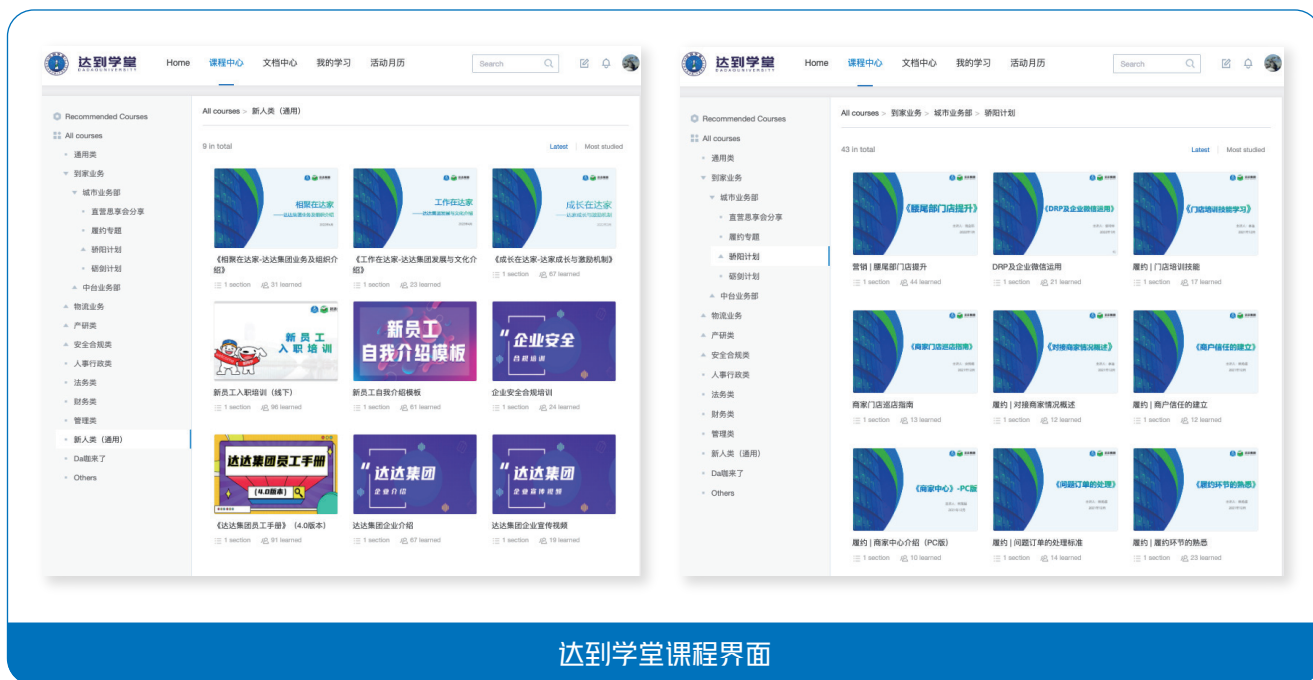 达到学堂
DADAOUNIVERSITY
Home
课程中心
文档中心
我的学习
活动月历
Search
Recommended Courses
All courses
通用类
到家业务
城市业务部
直营思享会分享
履约专题
骄阳计划
砺剑计划
中台业务部
物流业务
产研类
安全合规类
人事行政类
法务类
财务类
管理类
新人类（通用）
Da咖来了
Others
All courses > 新人类（通用）
9 in total
Latest
Most studied
相聚在达家
——达达集团业务及组织介绍
工作在达家
——达达集团发展与文化介绍
成长在达家
——达家成长与激励机制
《相聚在达家-达达集团业务及组织介绍》
1 section 31 learned
《工作在达家-达达集团发展与文化介绍》
1 section 23 learned
《成长在达家-达家成长与激励机制》
1 section 67 learned
新员工
入职培训
新员工
自我介绍模板
企业安全
合规培训
新员工入职培训（线下）
1 section 96 learned
新员工自我介绍模板
1 section 61 learned
企业安全合规培训
1 section 24 learned
达达集团员工手册
(4.0版本)
达达集团
企业介绍
达达集团
企业宣传视频
《达达集团员工手册》（4.0版本）
1 section 91 learned
达达集团企业介绍
1 section 67 learned
达达集团企业宣传视频
1 section 19 learned
达到学堂
DADAOUNIVERSITY
Home
课程中心
文档中心
我的学习
活动月历
Search
Recommended Courses
All courses
通用类
到家业务
城市业务部
直营思享会分享
履约专题
骄阳计划
砺剑计划
中台业务部
物流业务
产研类
安全合规类
人事行政类
法务类
财务类
管理类
新人类（通用）
Da咖来了
Others
All courses > 到家业务 > 城市业务部 > 骄阳计划
43 in total
Latest
Most studied
《腰尾部门店提升》
《DRP及企业微信运用》
《门店培训技能学习》
营销 | 腰尾部门店提升
1 section 44 learned
DRP及企业微信运用
1 section 21 learned
履约 | 门店培训技能
1 section 17 learned
《商家门店巡店指南》
《对接商家情况概述》
《商户信任的建立》
商家门店巡店指南
1 section 13 learned
履约 | 对接商家情况概述
1 section 12 learned
履约 | 商户信任的建立
1 section 12 learned
《商家中心》-PC版
《问题订单的处理》
《履约环节的熟悉》
履约 | 商家中心介绍（PC版）
1 section 10 learned
履约 | 问题订单的处理标准
1 section 14 learned
履约 | 履约环节的熟悉
1 section 23 learned
达到学堂课程界面